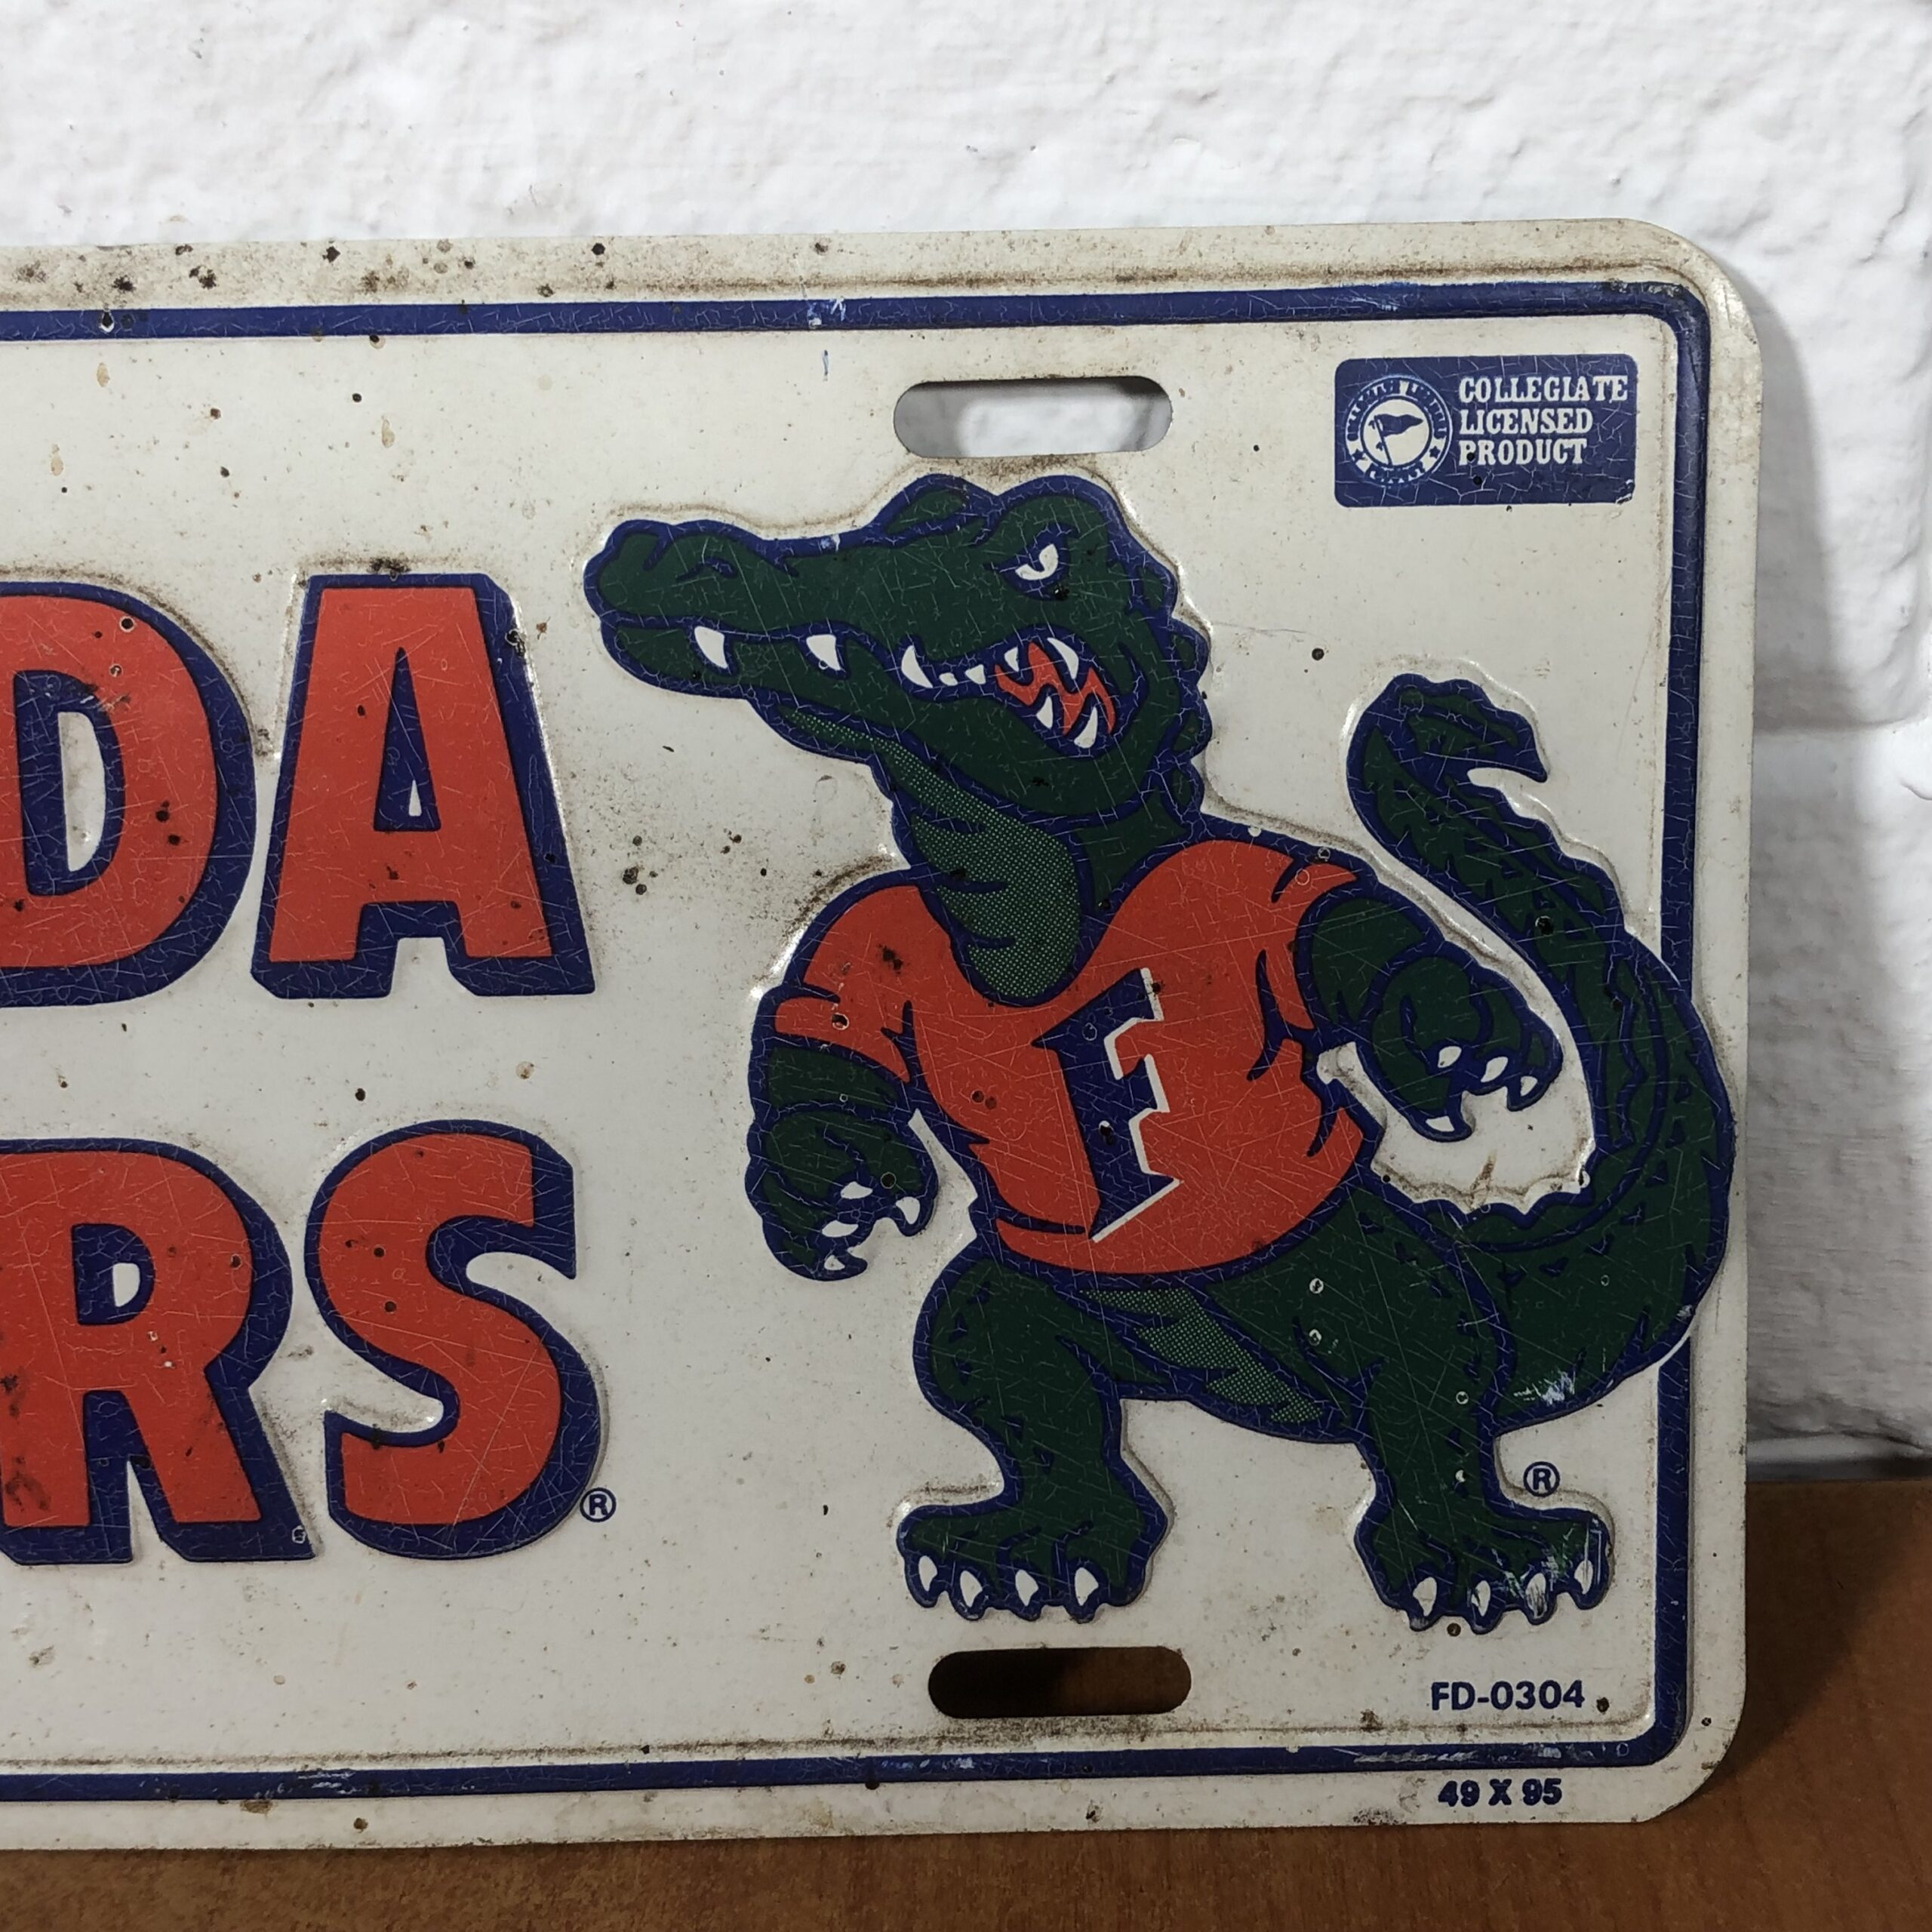 COLLEGIATE
LICENSED
PRODUCT
DA
F
RS®
®
FD-0304
49 X 95